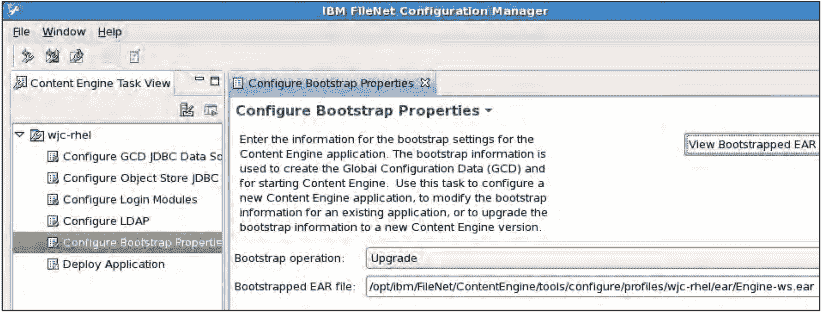 IBM FileNet Configuration Manager
File Window Help
Content Engine Task View
Configure Bootstrap Properties
wjc-rhel
Configure GCD JDBC Data So
Configure Object Store JDBC
Configure Login Modules
Configure LDAP
Configure Bootstrap Propertie
Deploy Application
Configure Bootstrap Properties
Enter the information for the bootstrap settings for the
Content Engine application. The bootstrap information is
used to create the Global Configuration Data (GCD) and
for starting Content Engine. Use this task to configure a
new Content Engine application, to modify the bootstrap
information for an existing application, or to upgrade the
bootstrap information to a new Content Engine version.
View Bootstrapped EAR
Bootstrap operation: Upgrade
Bootstrapped EAR file: /opt/ibm/FileNet/ContentEngine/tools/configure/profiles/wjc-rhel/ear/Engine-ws.ear